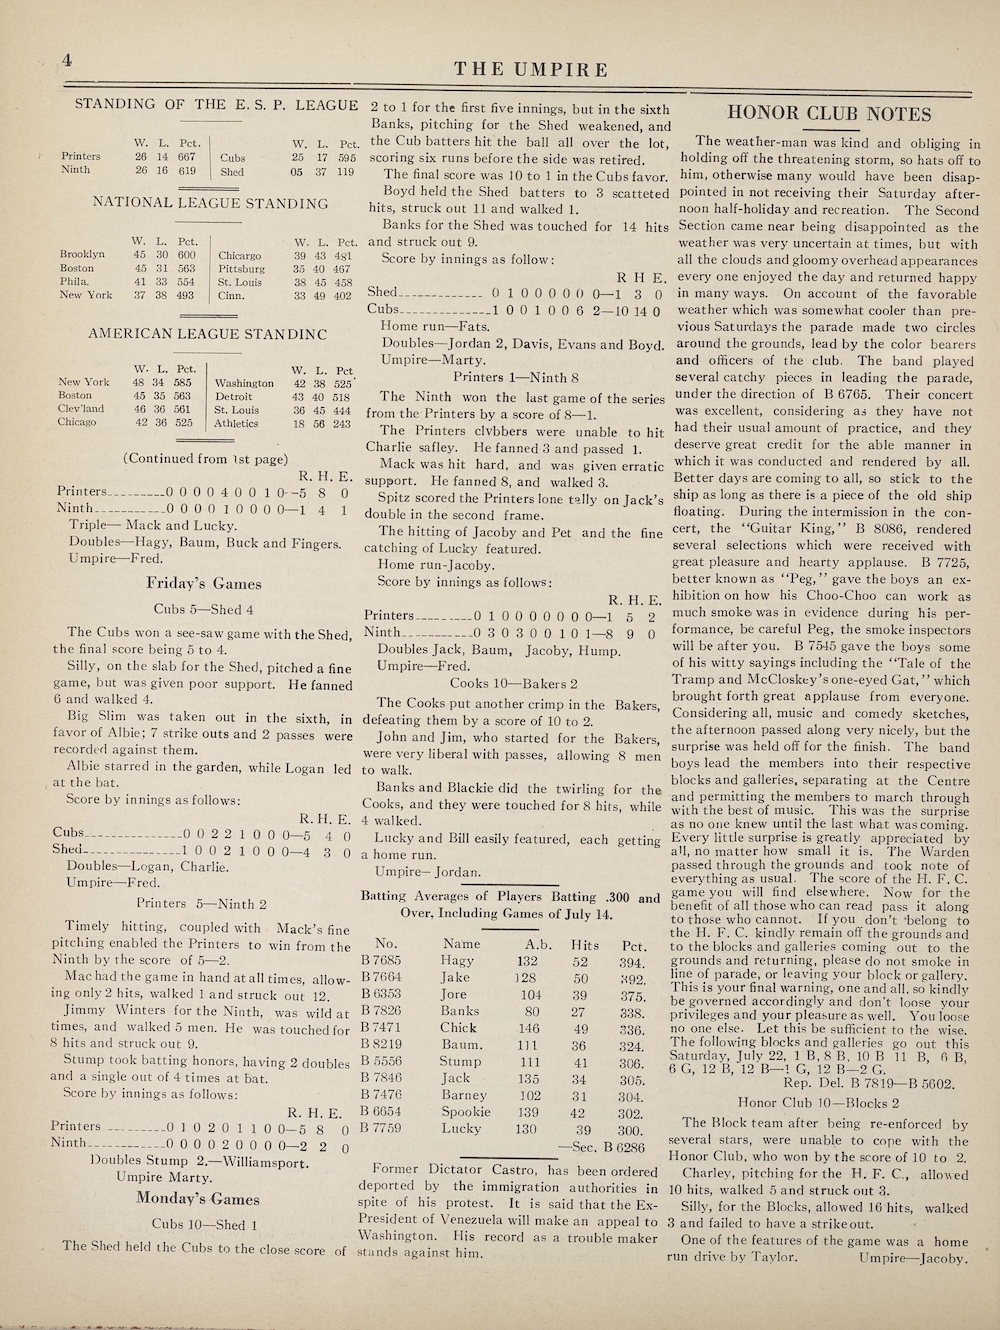 4
THE UMPIRE
STANDING OF THE E. S. P. LEAGUE
W. L. Pct. W. L. Pct.
Printers 26 14 667 Cubs 25 17 595
Ninth 26 16 619 Shed 05 37 119
NATIONAL LEAGUE STANDING
W. L. Pct. W. L. Pct.
Brooklyn 45 30 600 Chicargo 39 43 481
Boston 45 31 563 Pittsburg 35 40 467
Phila. 41 33 554 St. Louis 38 45 458
New York 37 38 493 Cinn. 33 49 402
AMERICAN LEAGUE STANDINC
W. L. Pct. W. L. Pct
New York 48 34 585 Washington 42 38 525
Boston 45 35 563 Detroit 43 40 518
Clev'land 46 36 561 St. Louis 36 45 444
Chicago 42 36 525 Athletics 18 56 243
(Continued from 1st page)
R. H. E.
Printers_________0 0 0 0 4 0 0 1 0--5 8 0
Ninth___________0 0 0 0 1 0 0 0 0—1 4 1
Triple— Mack and Lucky.
Doubles—Hagy, Baum, Buck and Fingers.
Umpire—Fred.
Friday's Games
Cubs 5—Shed 4
The Cubs won a see-saw game with the Shed,
the final score being 5 to 4.
Silly, on the slab for the Shed, pitched a fine
game, but was given poor support. He fanned
6 and walked 4.
Big Slim was taken out in the sixth, in
favor of Albie; 7 strike outs and 2 passes were
recorded against them.
Albie starred in the garden, while Logan led
at the bat.
Score by innings as follows:
R. H. E.
Cubs______________0 0 2 2 1 0 0 0—5 4 0
Shed______________1 0 0 2 1 0 0 0—4 3 0
Doubles—Logan, Charlie.
Umpire—Fred.
Printers 5—Ninth 2
Timely hitting, coupled with Mack's fine
pitching enabled the Printers to win from the
Ninth by the score of 5—2.
Mac had the game in hand at all times, allow-
ing only 2 hits, walked 1 and struck out 12.
Jimmy Winters for the Ninth, was wild at
times, and walked 5 men. He was touched for
8 hits and struck out 9.
Stump took batting honors, having 2 doubles
and a single out of 4 times at bat.
Score by innings as follows:
R. H. E.
Printers _________0 1 0 2 0 1 1 0 0—5 8 0
Ninth____________0 0 0 0 2 0 0 0 0—2 2 0
Doubles Stump 2.—Williamsport.
Umpire Marty.
Monday's Games
Cubs 10—Shed 1
The Shed held the Cubs to the close score of
2 to 1 for the first five innings, but in the sixth
Banks, pitching for the Shed weakened, and
the Cub batters hit the ball all over the lot,
scoring six runs before the side was retired.
The final score was 10 to 1 in the Cubs favor.
Boyd held the Shed batters to 3 scatteted
hits, struck out 11 and walked 1.
Banks for the Shed was touched for 14 hits
and struck out 9.
Score by innings as follow:
R H E.
Shed_____________ 0 1 0 0 0 0 0 0—1 3 0
Cubs______________1 0 0 1 0 0 6 2—10 14 0
Home run—Fats.
Doubles—Jordan 2, Davis, Evans and Boyd.
Umpire—Marty.
Printers 1—Ninth 8
The Ninth won the last game of the series
from the Printers by a score of 8—1.
The Printers clvbbers were unable to hit
Charlie safley. He fanned 3 and passed 1.
Mack was hit hard, and was given erratic
support. He fanned 8, and walked 3.
Spitz scored the Printers lone tally on Jack's
double in the second frame.
The hitting of Jacoby and Pet and the fine
catching of Lucky featured.
Home run-Jacoby.
Score by innings as follows:
R. H. E.
Printers_________0 1 0 0 0 0 0 0 0—1 5 2
Ninth___________0 3 0 3 0 0 1 0 1—8 9 0
Doubles Jack, Baum, Jacoby, Hump.
Umpire—Fred.
Cooks 10—Bakers 2
The Cooks put another crimp in the Bakers,
defeating them by a score of 10 to 2.
John and Jim, who started for the Bakers,
were very liberal with passes, allowing 8 men
to walk.
Banks and Blackie did the twirling for the
Cooks, and they were touched for 8 hits, while
4 walked.
Lucky and Bill easily featured, each getting
a home run.
Umpire— Jordan.
Batting Averages of Players Batting .300 and
Over, Including Games of July 14.
No. Name A.b. Hits Pct.
B 7685 Hagy 132 52 394.
B 7664 Jake 128 50 392.
B 6353 Jore 104 39 375.
B 7826 Banks 80 27 338.
B 7471 Chick 146 49 336.
B 8219 Baum. 111 36 324.
B 5556 Stump 111 41 306.
B 7846 Jack 135 34 305.
B 7476 Barney 102 31 304.
B 6654 Spookie 139 42 302.
B 7759 Lucky 130 39 300.
—Sec. B 6286
Former Dictator Castro, has been ordered
deported by the immigration authorities in
spite of his protest. It is said that the Ex-
President of Venezuela will make an appeal to
Washington. His record as a trouble maker
stands against him.
HONOR CLUB NOTES
The weather-man was kind and obliging in
holding off the threatening storm, so hats off to
him, otherwise many would have been disap-
pointed in not receiving their Saturday after-
noon half-holiday and recreation. The Second
Section came near being disappointed as the
weather was very uncertain at times, but with
all the clouds and gloomy overhead appearances
every one enjoyed the day and returned happy
in many ways. On account of the favorable
weather which was somewhat cooler than pre-
vious Saturdays the parade made two circles
around the grounds, lead by the color bearers
and officers of the club. The band played
several catchy pieces in leading the parade,
under the direction of B 6765. Their concert
was excellent, considering as they have not
had their usual amount of practice, and they
deserve great credit for the able manner in
which it was conducted and rendered by all.
Better days are coming to all, so stick to the
ship as long as there is a piece of the old ship
floating. During the intermission in the con-
cert, the "Guitar King," B 8086, rendered
several selections which were received with
great pleasure and hearty applause. B 7725,
better known as "Peg," gave the boys an ex-
hibition on how his Choo-Choo can work as
much smoke was in evidence during his per-
formance, be careful Peg, the smoke inspectors
will be after you. B 7545 gave the boys some
of his witty sayings including the "Tale of the
Tramp and McCloskey's one-eyed Gat," which
brought forth great applause from everyone.
Considering all, music and comedy sketches,
the afternoon passed along very nicely, but the
surprise was held off for the finish. The band
boys lead the members into their respective
blocks and galleries, separating at the Centre
and permitting the members to march through
with the best of music. This was the surprise
as no one knew until the last what was coming.
Every little surprise is greatly appreciated by
all, no matter how small it is. The Warden
passed through the grounds and took note of
everything as usual. The score of the H. F. C.
game you will find elsewhere. Now for the
benefit of all those who can read pass it along
to those who cannot. If you don't belong to
the H. F. C. kindly remain off the grounds and
to the blocks and galleries coming out to the
grounds and returning, please do not smoke in
line of parade, or leaving your block or gallery.
This is your final warning, one and all, so kindly
be governed accordingly and don't loose your
privileges and your pleasure as well. You loose
no one else. Let this be sufficient to the wise.
The following blocks and galleries go out this
Saturday, July 22, 1 B, 8 B, 10 B 11 B, 6 B,
6 G, 12 B, 12 B—1 G, 12 B—2 G.
Rep. Del. B 7819—B 5602.
Honor Club 10—Blocks 2
The Block team after being re-enforced by
several stars, were unable to cope with the
Honor Club, who won by the score of 10 to 2.
Charley, pitching for the H. F. C., allowed
10 hits, walked 5 and struck out 3.
Silly, for the Blocks, allowed 16 hits, walked
3 and failed to have a strikeout.
One of the features of the game was a home
run drive by Taylor. Umpire—Jacoby.